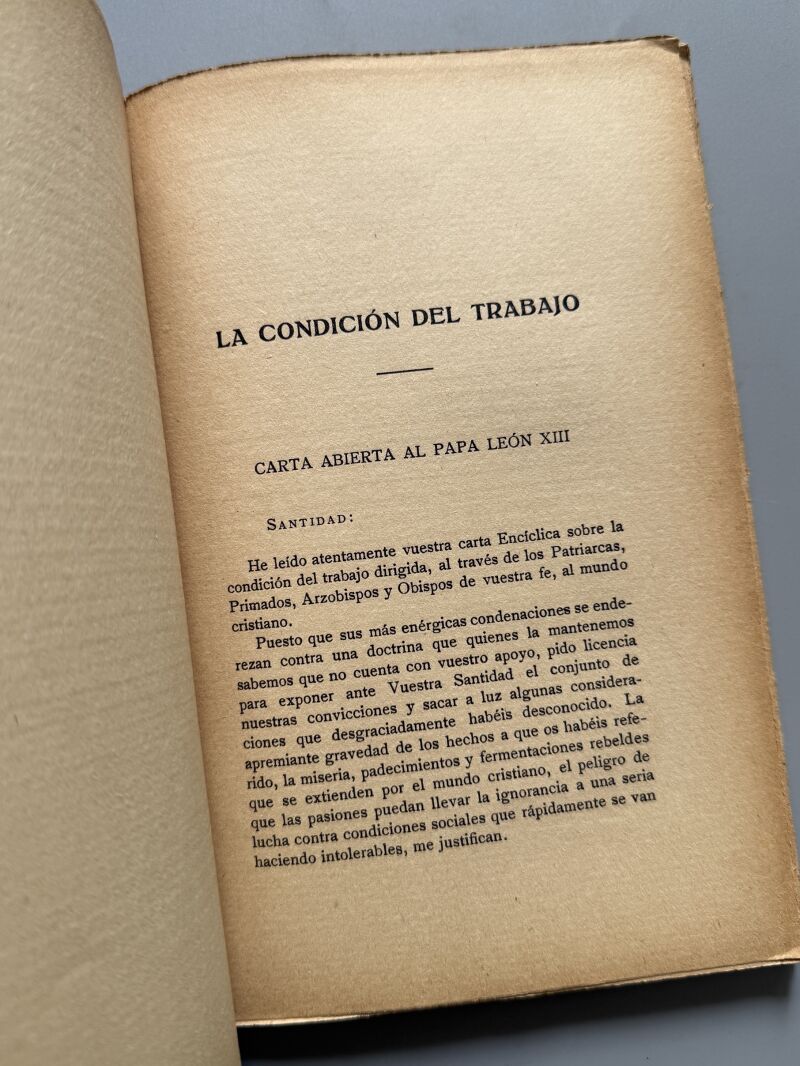 LA CONDICIÓN DEL TRABAJO
CARTA ABIERTA AL PAPA LEÓN XIII
SANTIDAD:
He leído atentamente vuestra carta Encíclica sobre la
condición del trabajo dirigida, al través de los Patriarcas,
Primados, Arzobispos y Obispos de vuestra fe, al mundo
cristiano.
Puesto que sus más enérgicas condenaciones se ende-
rezan contra una doctrina que quienes la mantenemos
sabemos que no cuenta con vuestro apoyo, pido licencia
para exponer ante Vuestra Santidad el conjunto de
nuestras convicciones y sacar a luz algunas considera-
ciones que desgraciadamente habéis desconocido. La
apremiante gravedad de los hechos a que os habéis refe-
rido, la miseria, padecimientos y fermentaciones rebeldes
que se extienden por el mundo cristiano, el peligro de
que las pasiones puedan llevar la ignorancia a una seria
lucha contra condiciones sociales que rápidamente se van
haciendo intolerables, me justifican.